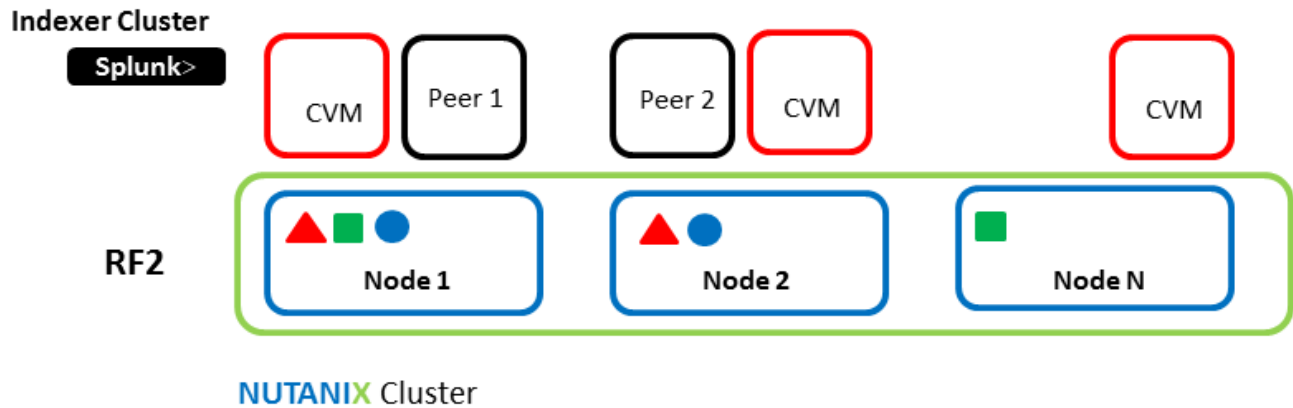 Indexer Cluster
Splunk>
CVM
Peer 1
Peer 2
CVM
CVM
RF2
Node 1
Node 2
Node N
NUTANIX Cluster